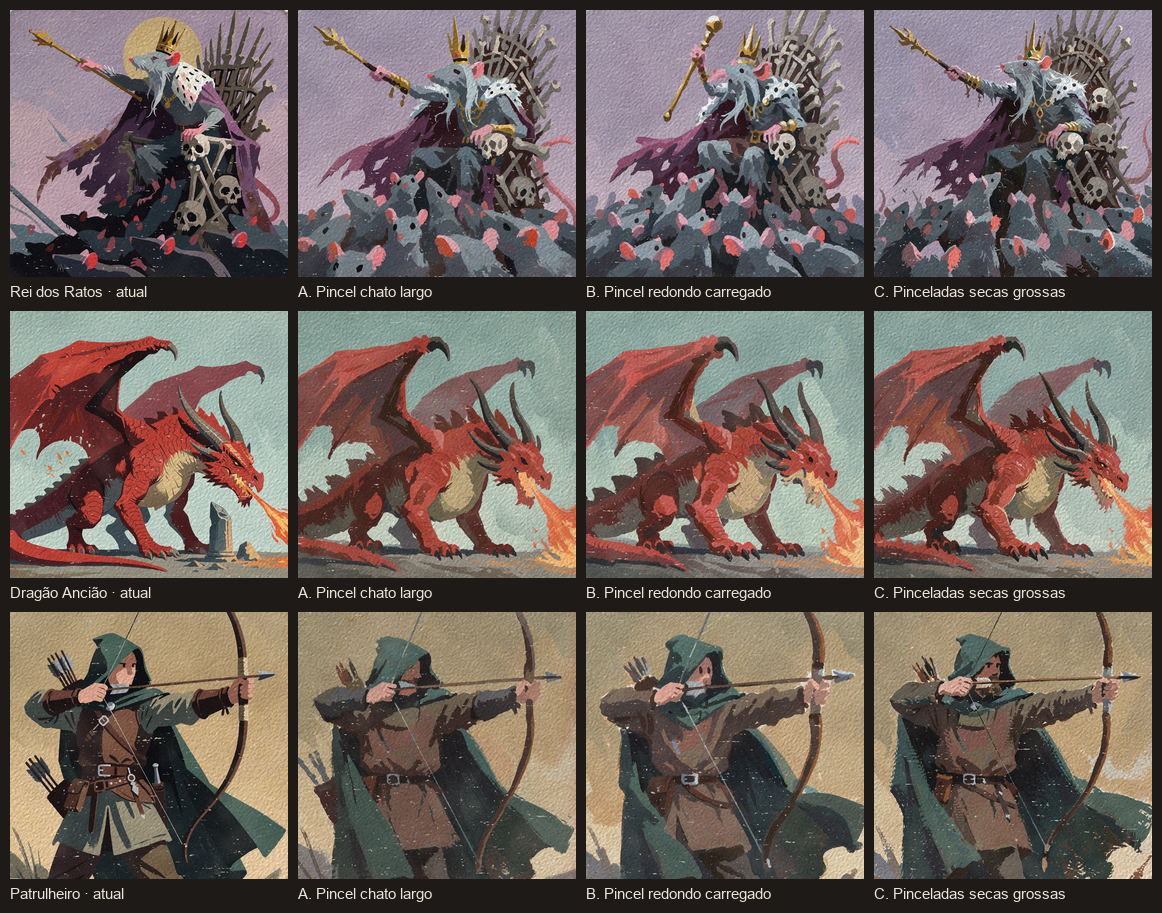 Rei dos Ratos · atual
A. Pincel chato largo
B. Pincel redondo carregado
C. Pinceladas secas grossas
Dragão Ancião · atual
A. Pincel chato largo
B. Pincel redondo carregado
C. Pinceladas secas grossas
Patrulheiro · atual
A. Pincel chato largo
B. Pincel redondo carregado
C. Pinceladas secas grossas